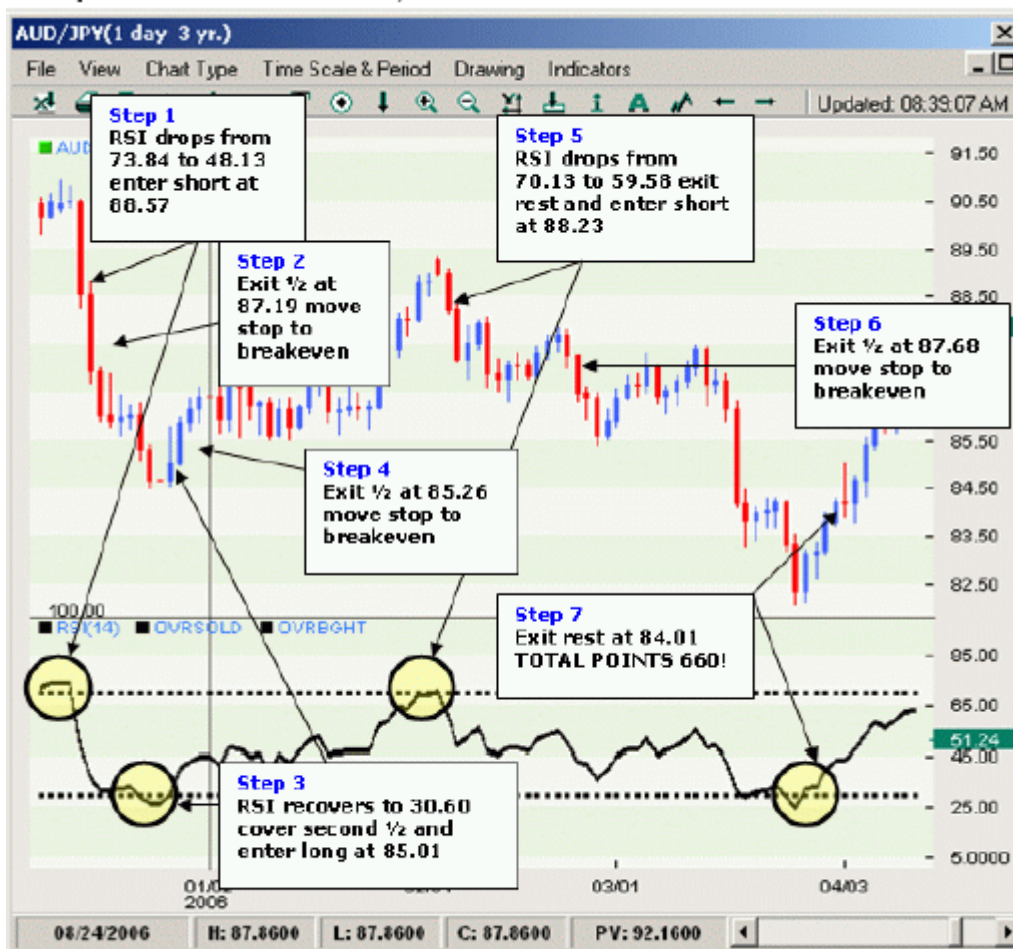 AUD/JPY(1 day 3 yr.)
File View Chart Type Time Scale & Period Drawing Indicators
Updated: 08:39:07 AM
Step 1
RSI drops from
73.84 to 48.13
enter short at
88.57
Step 5
RSI drops from
70.13 to 59.58 exit
rest and enter short
at 88.23
AUD
91.50
90.50
89.50
88.50
Step 2
Exit ½ at
87.19 move
stop to
breakeven
Step 6
Exit ½ at 87.68
move stop to
breakeven
85.50
84.50
83.50
82.50
Step 4
Exit ½ at 85.26
move stop to
breakeven
100.00
RSI(14) OVRSOLD OVRBGHT
Step 7
Exit rest at 84.01
TOTAL POINTS 660!
85.00
65.00
51.24
45.00
25.00
5.0000
Step 3
RSI recovers to 30.60
cover second ½ and
enter long at 85.01
03/01 04/03
2006
08/24/2006 H: 87.8600 L: 87.8600 C: 87.8600 PV: 92.1600